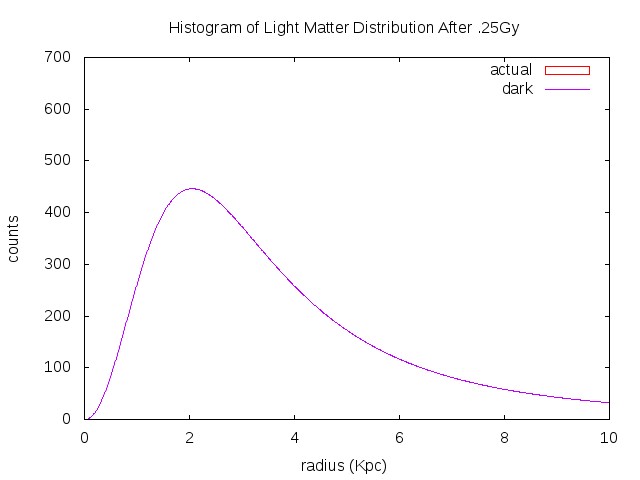 Histogram of Light Matter Distribution After .25Gy
actual
dark
700
600
500
400
300
200
100
0
counts
0 2 4 6 8 10
radius (Kpc)